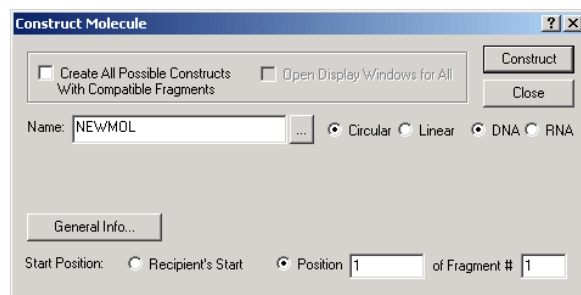 Construct Molecule
Create All Possible Constructs
With Compatible Fragments
Open Display Windows for All
Construct
Close
Name: NEWMOL ... Circular Linear DNA RNA
General Info...
Start Position: Recipient's Start Position 1 of Fragment # 1